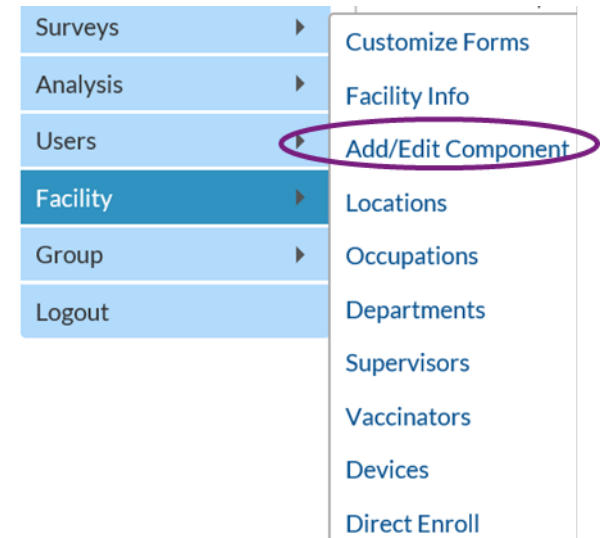 Surveys
Analysis
Users
Facility
Group
Logout
Customize Forms
Facility Info
Add/Edit Component
Locations
Occupations
Departments
Supervisors
Vaccinators
Devices
Direct Enroll